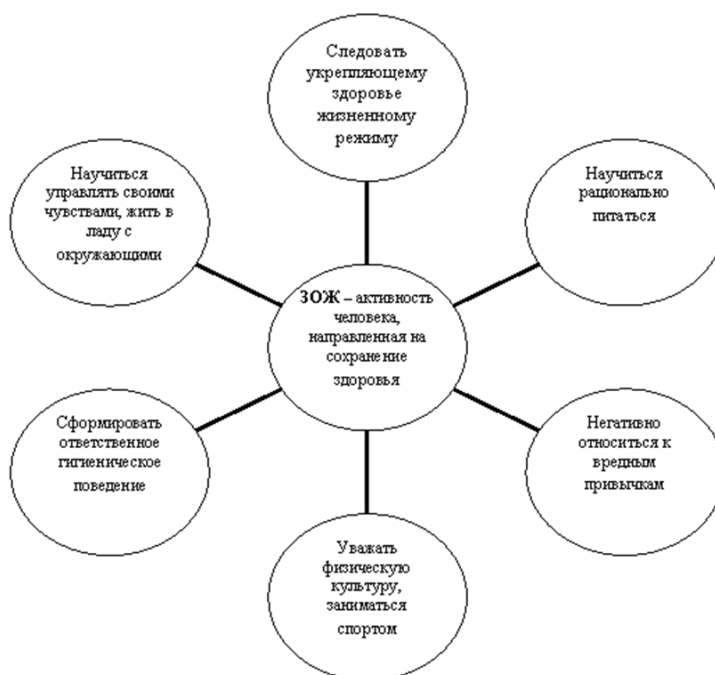 Следовать
укрепляющему
здоровье
жизненному
режиму
Научиться
управлять своими
чувствами, жить в
ладу с
окружающими
Научиться
рационально
питаться
ЗОЖ – активность
человека,
направленная на
сохранение
здоровья
Сформировать
ответственное
гигиеническое
поведение
Негативно
относиться к
вредным
привычкам
Уважать
физическую
культуру,
заниматься
спортом